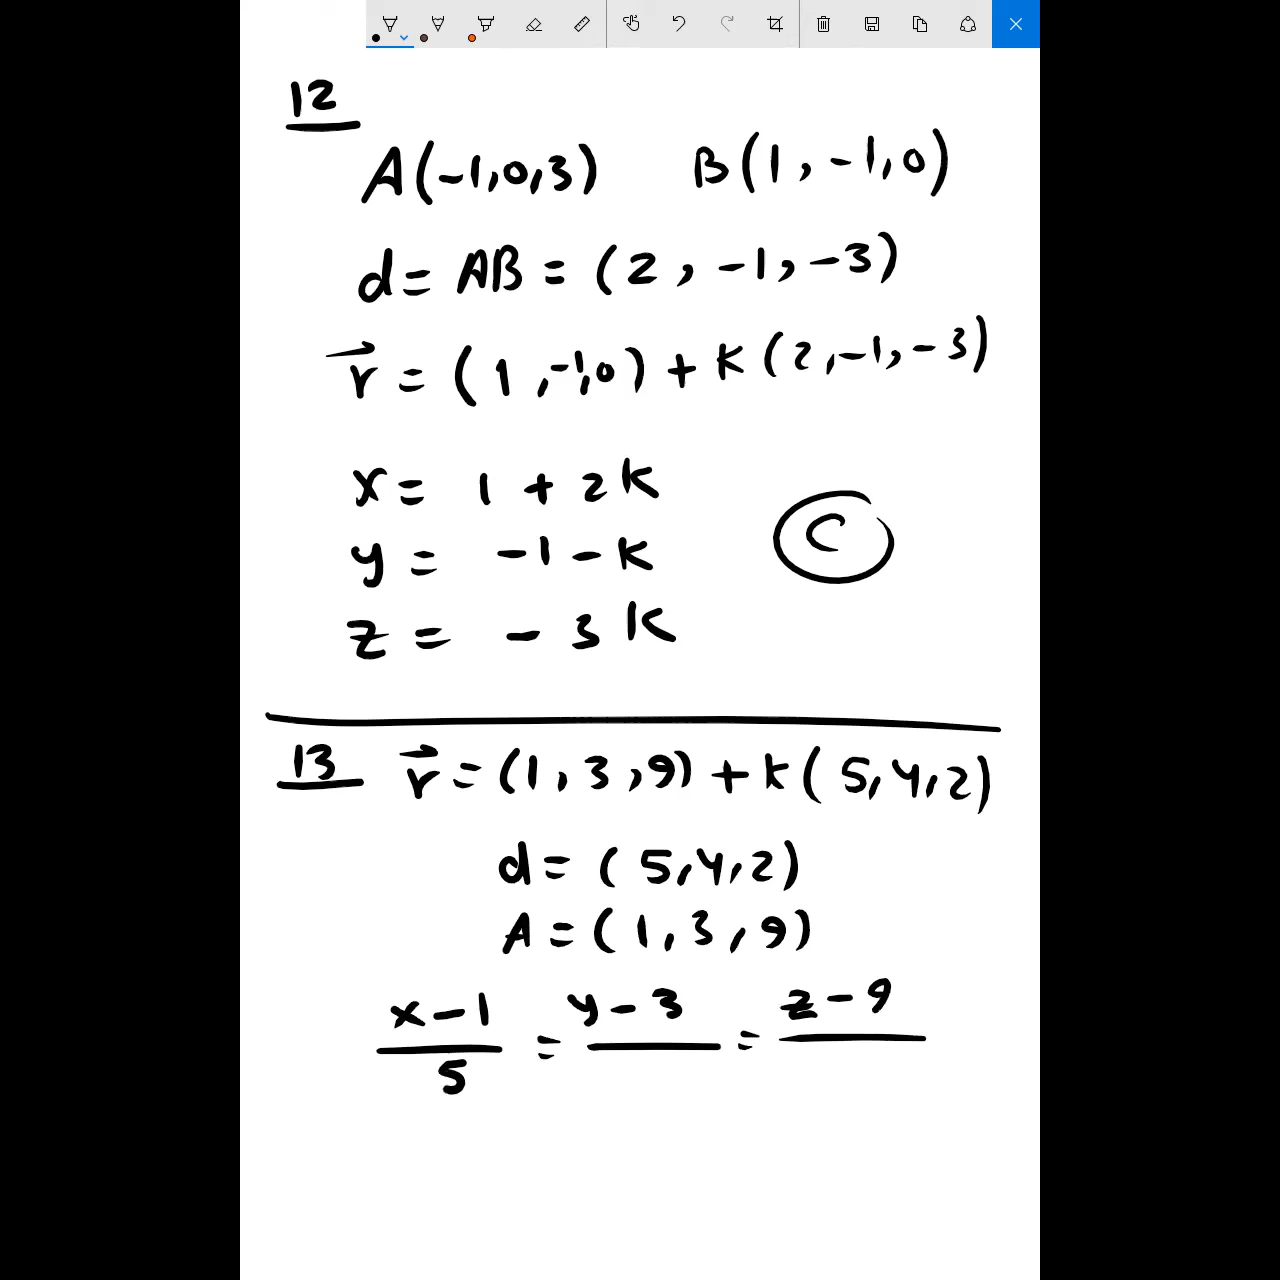 12
A(-1,0,3) B(1,-1,0)
d = AB = (2,-1,-3)
r⃗ = (1,-1,0) + K(2,-1,-3)
x = 1 + 2K
y = -1 - K
C
z = -3K
13 r⃗ = (1,3,9) + K(5,4,2)
d = (5,4,2)
A = (1,3,9)
x-1 / 5 = y-3 / = z-9 /